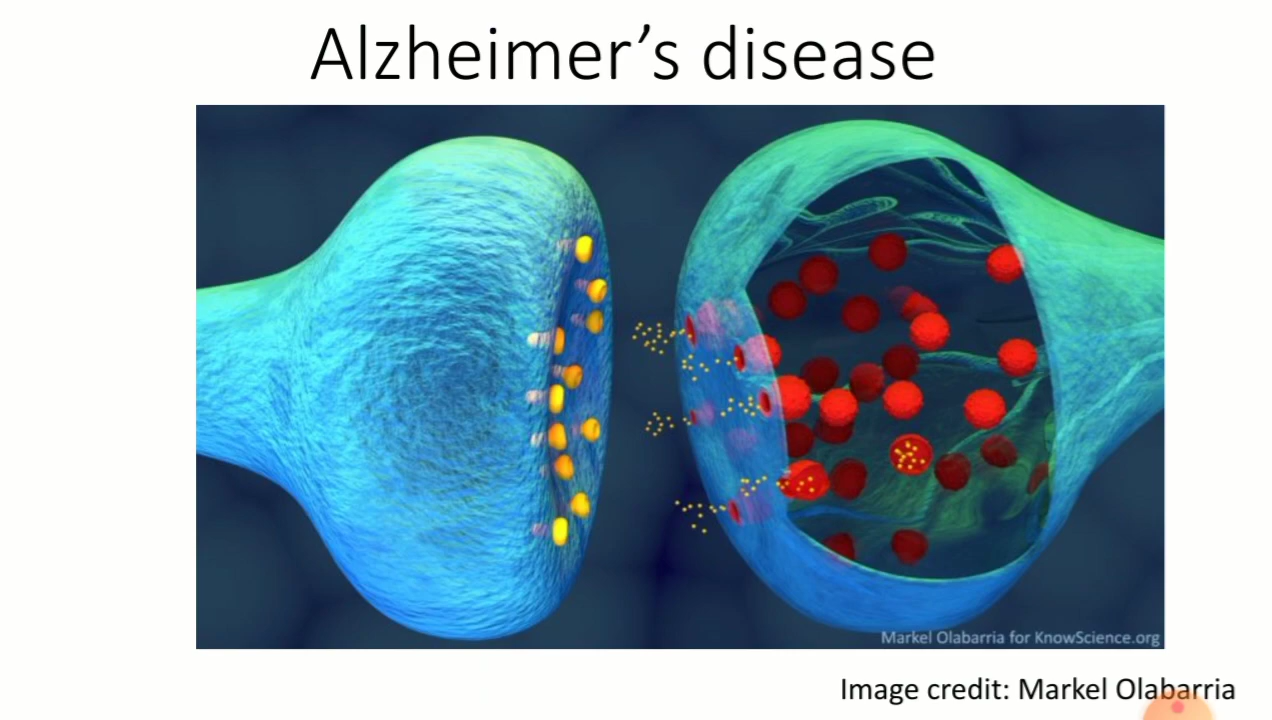 Alzheimer’s disease
Markel Olabarria for KnowScience.org
Image credit: Markel Olabarria